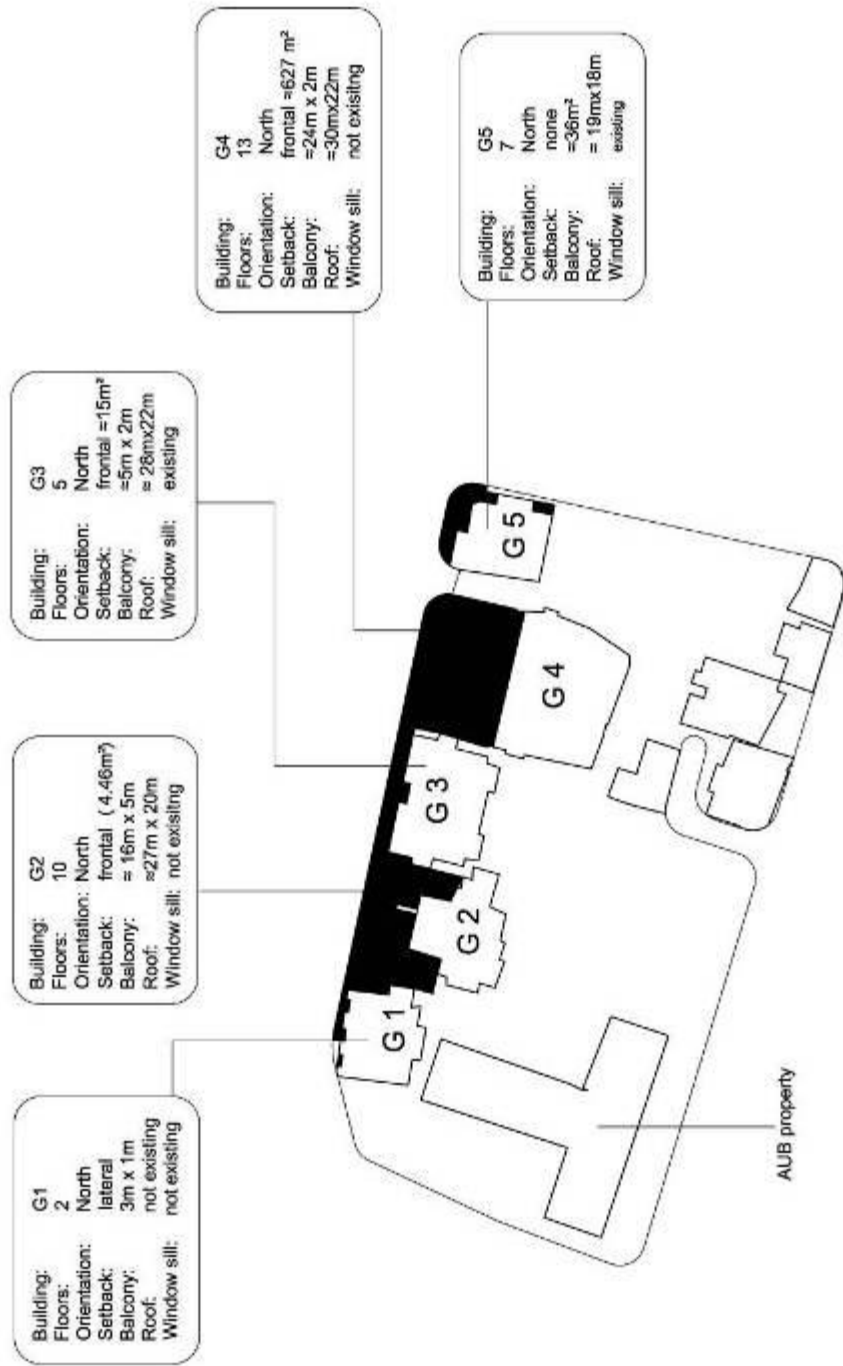 Building: G1
Floors: 2
Orientation: North
Setback: lateral
Balcony: 3m x 1m
Roof: not existing
Window sill: not existing
Building: G2
Floors: 10
Orientation: North
Setback: frontal ( 4.46m²)
Balcony: = 16m x 5m
Roof: ≈27m x 20m
Window sill: not exisitng
Building: G3
Floors: 5
Orientation: North
Setback: frontal =15m²
Balcony: =5m x 2m
Roof: = 28mx22m
Window sill: existing
Building: G4
Floors: 13
Orientation: North
Setback: frontal =627 m²
Balcony: =24m x 2m
Roof: =30mx22m
Window sill: not exisitng
Building: G5
Floors: 7
Orientation: North
Setback: none
Balcony: =36m²
Roof: = 19mx18m
Window sill: existing
G 1
G 2
G 3
G 4
G 5
AUB property